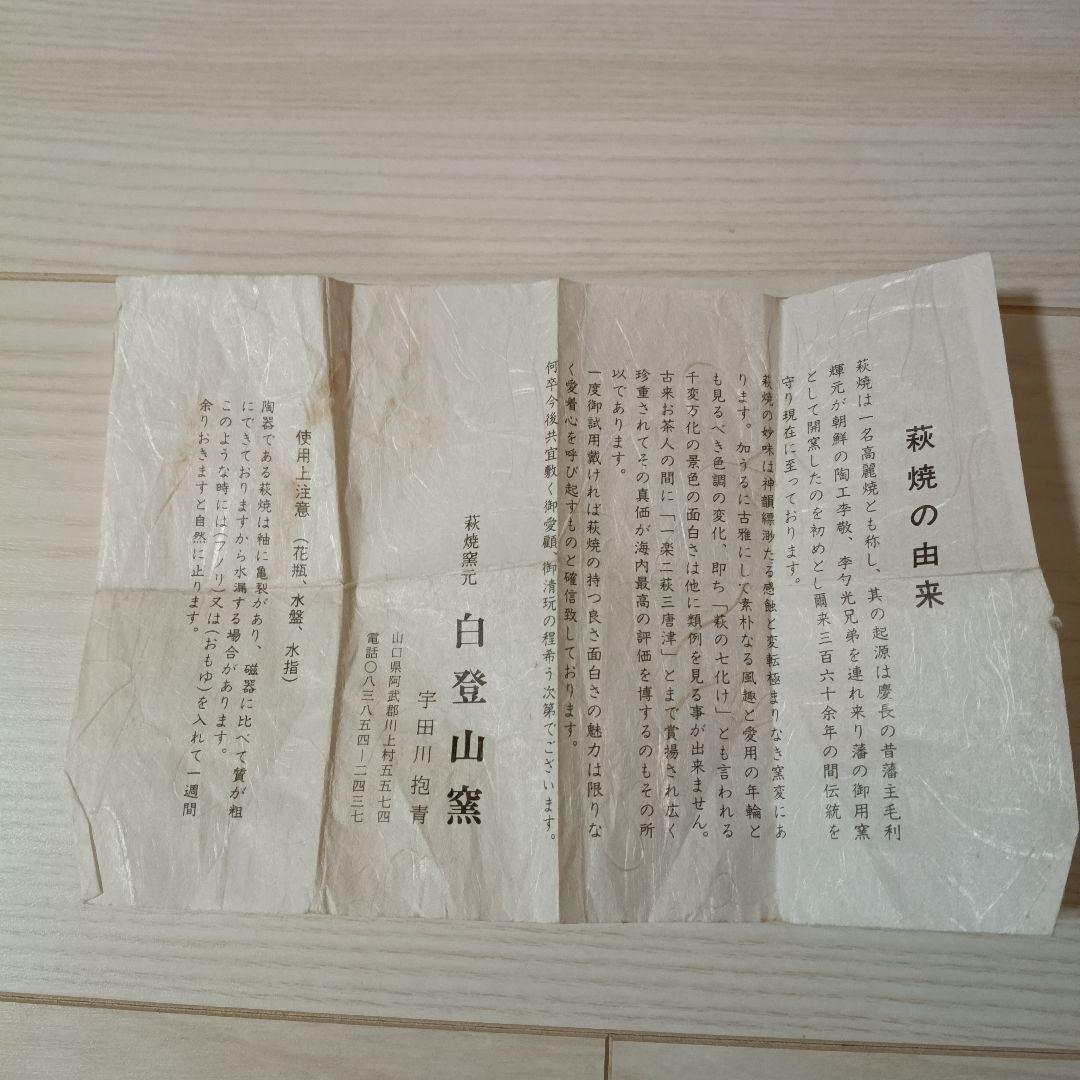 萩焼の由来
萩焼は一名高麗焼とも称し、其の起源は慶長の昔藩主毛利
輝元が朝鮮の陶工李敬、李勺光兄弟を連れ来り藩の御用窯
として開窯したのを初めとし爾来三百六十余年の間伝統を
守り現在に至っております。
萩焼の妙味は神韻縹渺たる感蝕と変転極まりなき窯変にあ
ります。加うるに古雅にして素朴なる風趣と愛用の年輪と
も見るべき色調の変化、即ち「萩の七化け」とも言われる
千変万化の景色の面白さは他に類例を見る事が出来ません。
古来お茶人の間に「一楽二萩三唐津」とまで賞揚され広く
珍重されてその真価が海内最高の評価を博するのもその所
以であります。
一度御試用戴ければ萩焼の持つ良さ面白さの魅力は限りな
く愛着心を呼び起すものと確信致しております。
何卒今後共宜敷く御愛顧、御清玩の程希う次第でございます。
萩焼窯元 白登山窯
宇田川抱青
山口県阿武郡川上村五五七四
電話〇八三八五四―二四三七
使用上注意 (花瓶、水盤、水指)
陶器である萩焼は釉に亀裂があり、磁器に比べて質が粗
にできておりますから水漏する場合があります。
このような時には(フノリ)又は(おもゆ)を入れて一週間
余りおきますと自然に止ります。